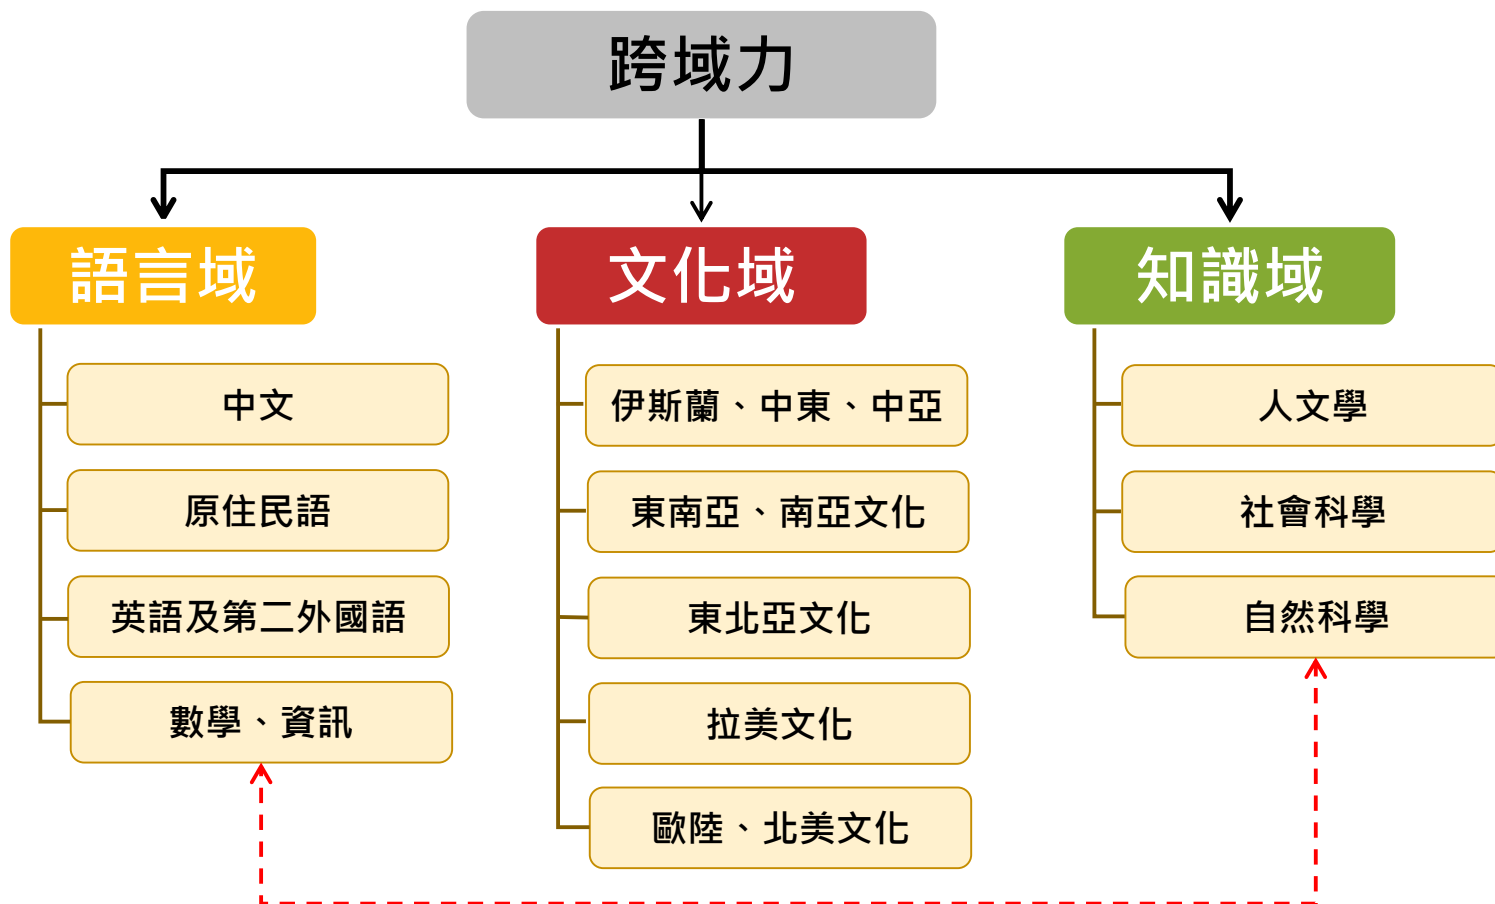 跨域力
語言域
中文
原住民語
英語及第二外國語
數學、資訊
文化域
伊斯蘭、中東、中亞
東南亞、南亞文化
東北亞文化
拉美文化
歐陸、北美文化
知識域
人文學
社會科學
自然科學